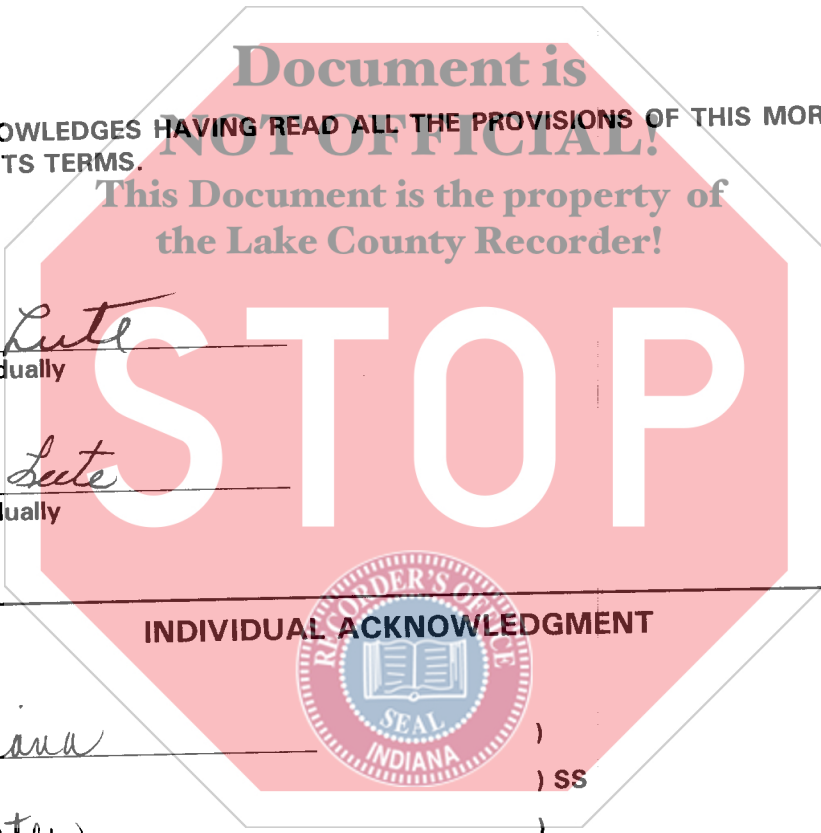 Document is
OWLEDGES HAVING READ ALL THE PROVISIONS OF THIS MOR
NOT OFFICIAL!
TS TERMS.
This Document is the property of
the Lake County Recorder!
Lute
dually
STOP
Lute
dually
RECORDER'S OFFICE
INDIVIDUAL ACKNOWLEDGMENT
SEAL
INDIANA
iana
)
) SS
)